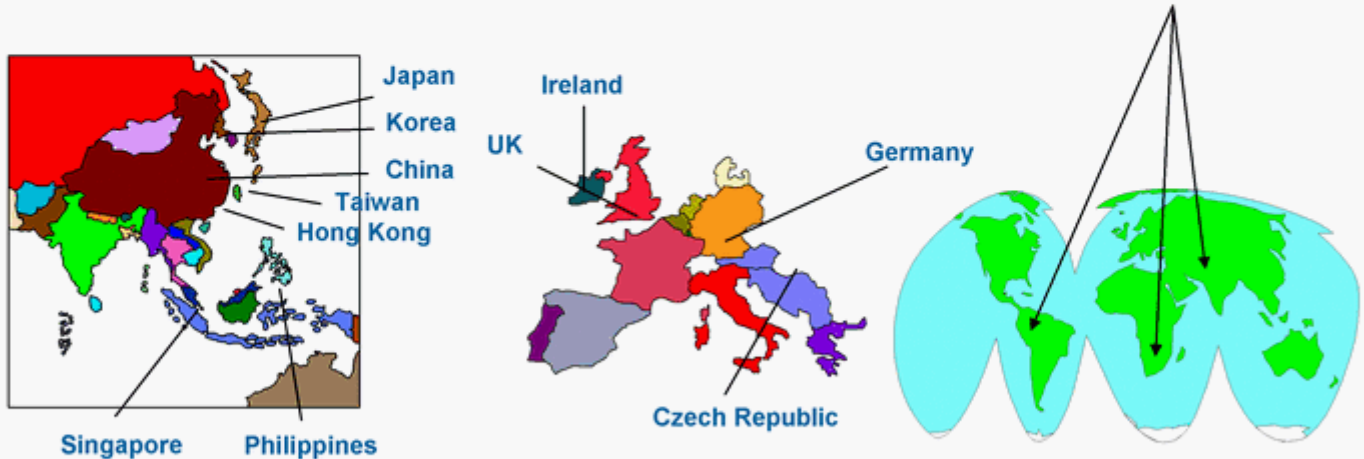 Japan
Korea
China
Taiwan
Hong Kong
Singapore
Philippines
Ireland
UK
Germany
Czech Republic